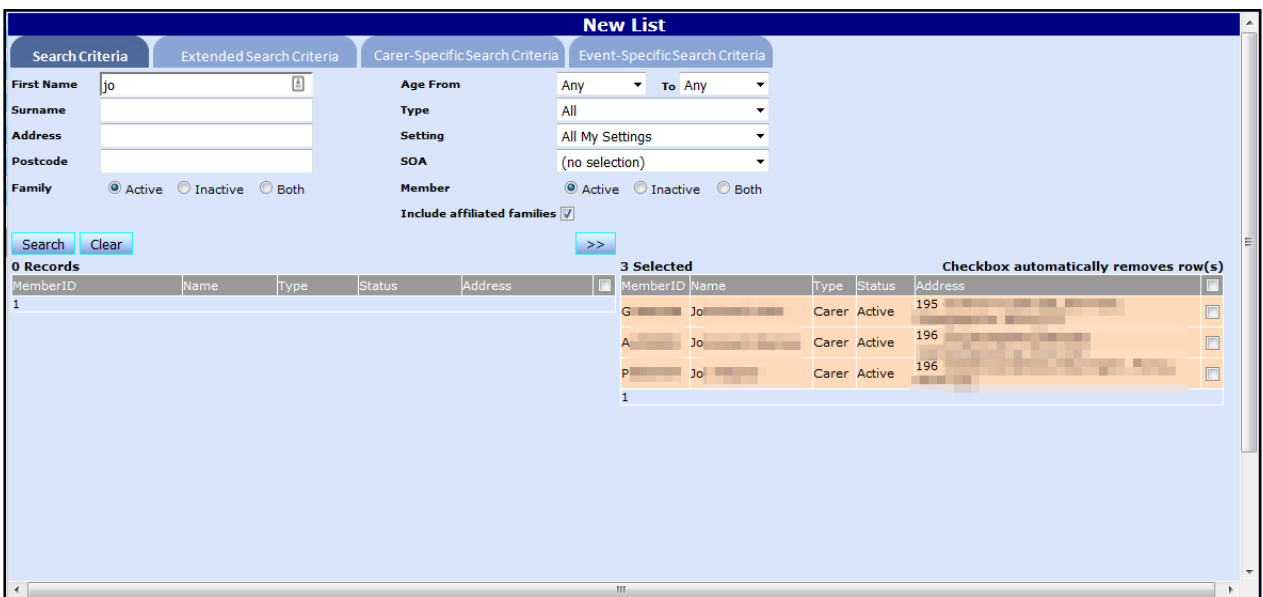 New List
Search Criteria Extended Search Criteria Carer-Specific Search Criteria Event-Specific Search Criteria
First Name jo Age From Any To Any
Surname Type All
Address Setting All My Settings
Postcode SOA (no selection)
Family Active Inactive Both Member Active Inactive Both
Include affiliated families
Search Clear >>
0 Records 3 Selected Checkbox automatically removes row(s)
MemberID Name Type Status Address MemberID Name Type Status Address
1
G Jo Carer Active 195
A Jo Carer Active 196
P Jo Carer Active 196
1